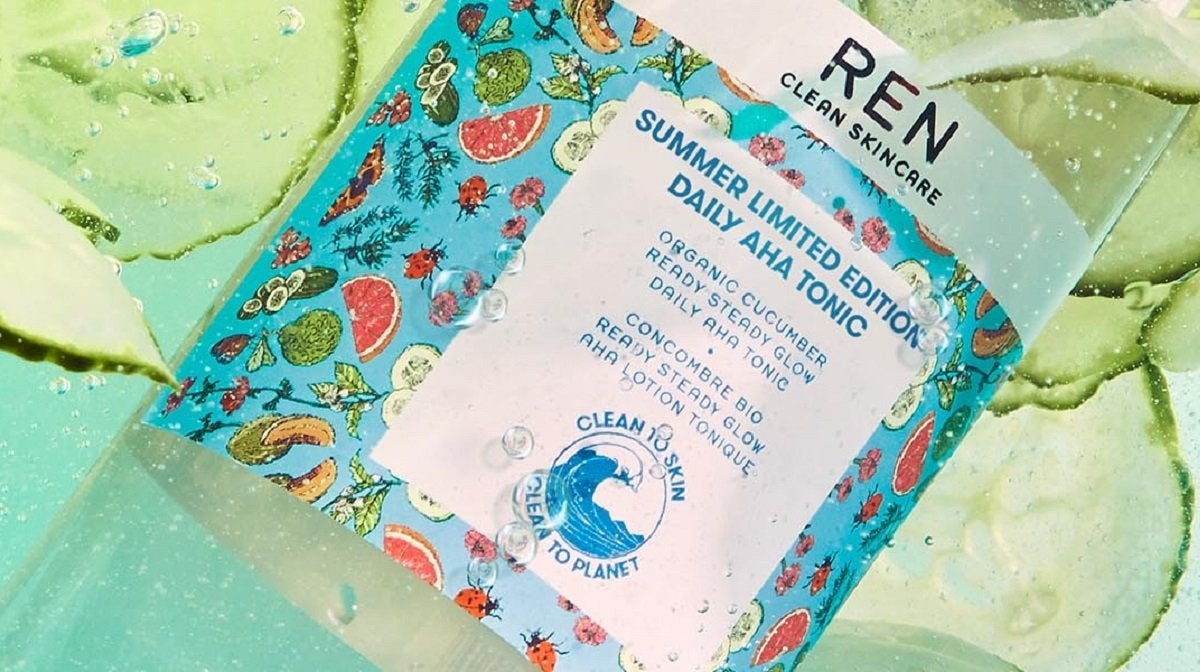 REN
CLEAN SKINCARE
SUMMER LIMITED EDITION
DAILY AHA TONIC
ORGANIC CUCUMBER
READY STEADY GLOW
DAILY AHA TONIC
•
CONCOMBRE BIO
READY STEADY GLOW
AHA LOTION TONIQUE
CLEAN TO SKIN
CLEAN TO PLANET